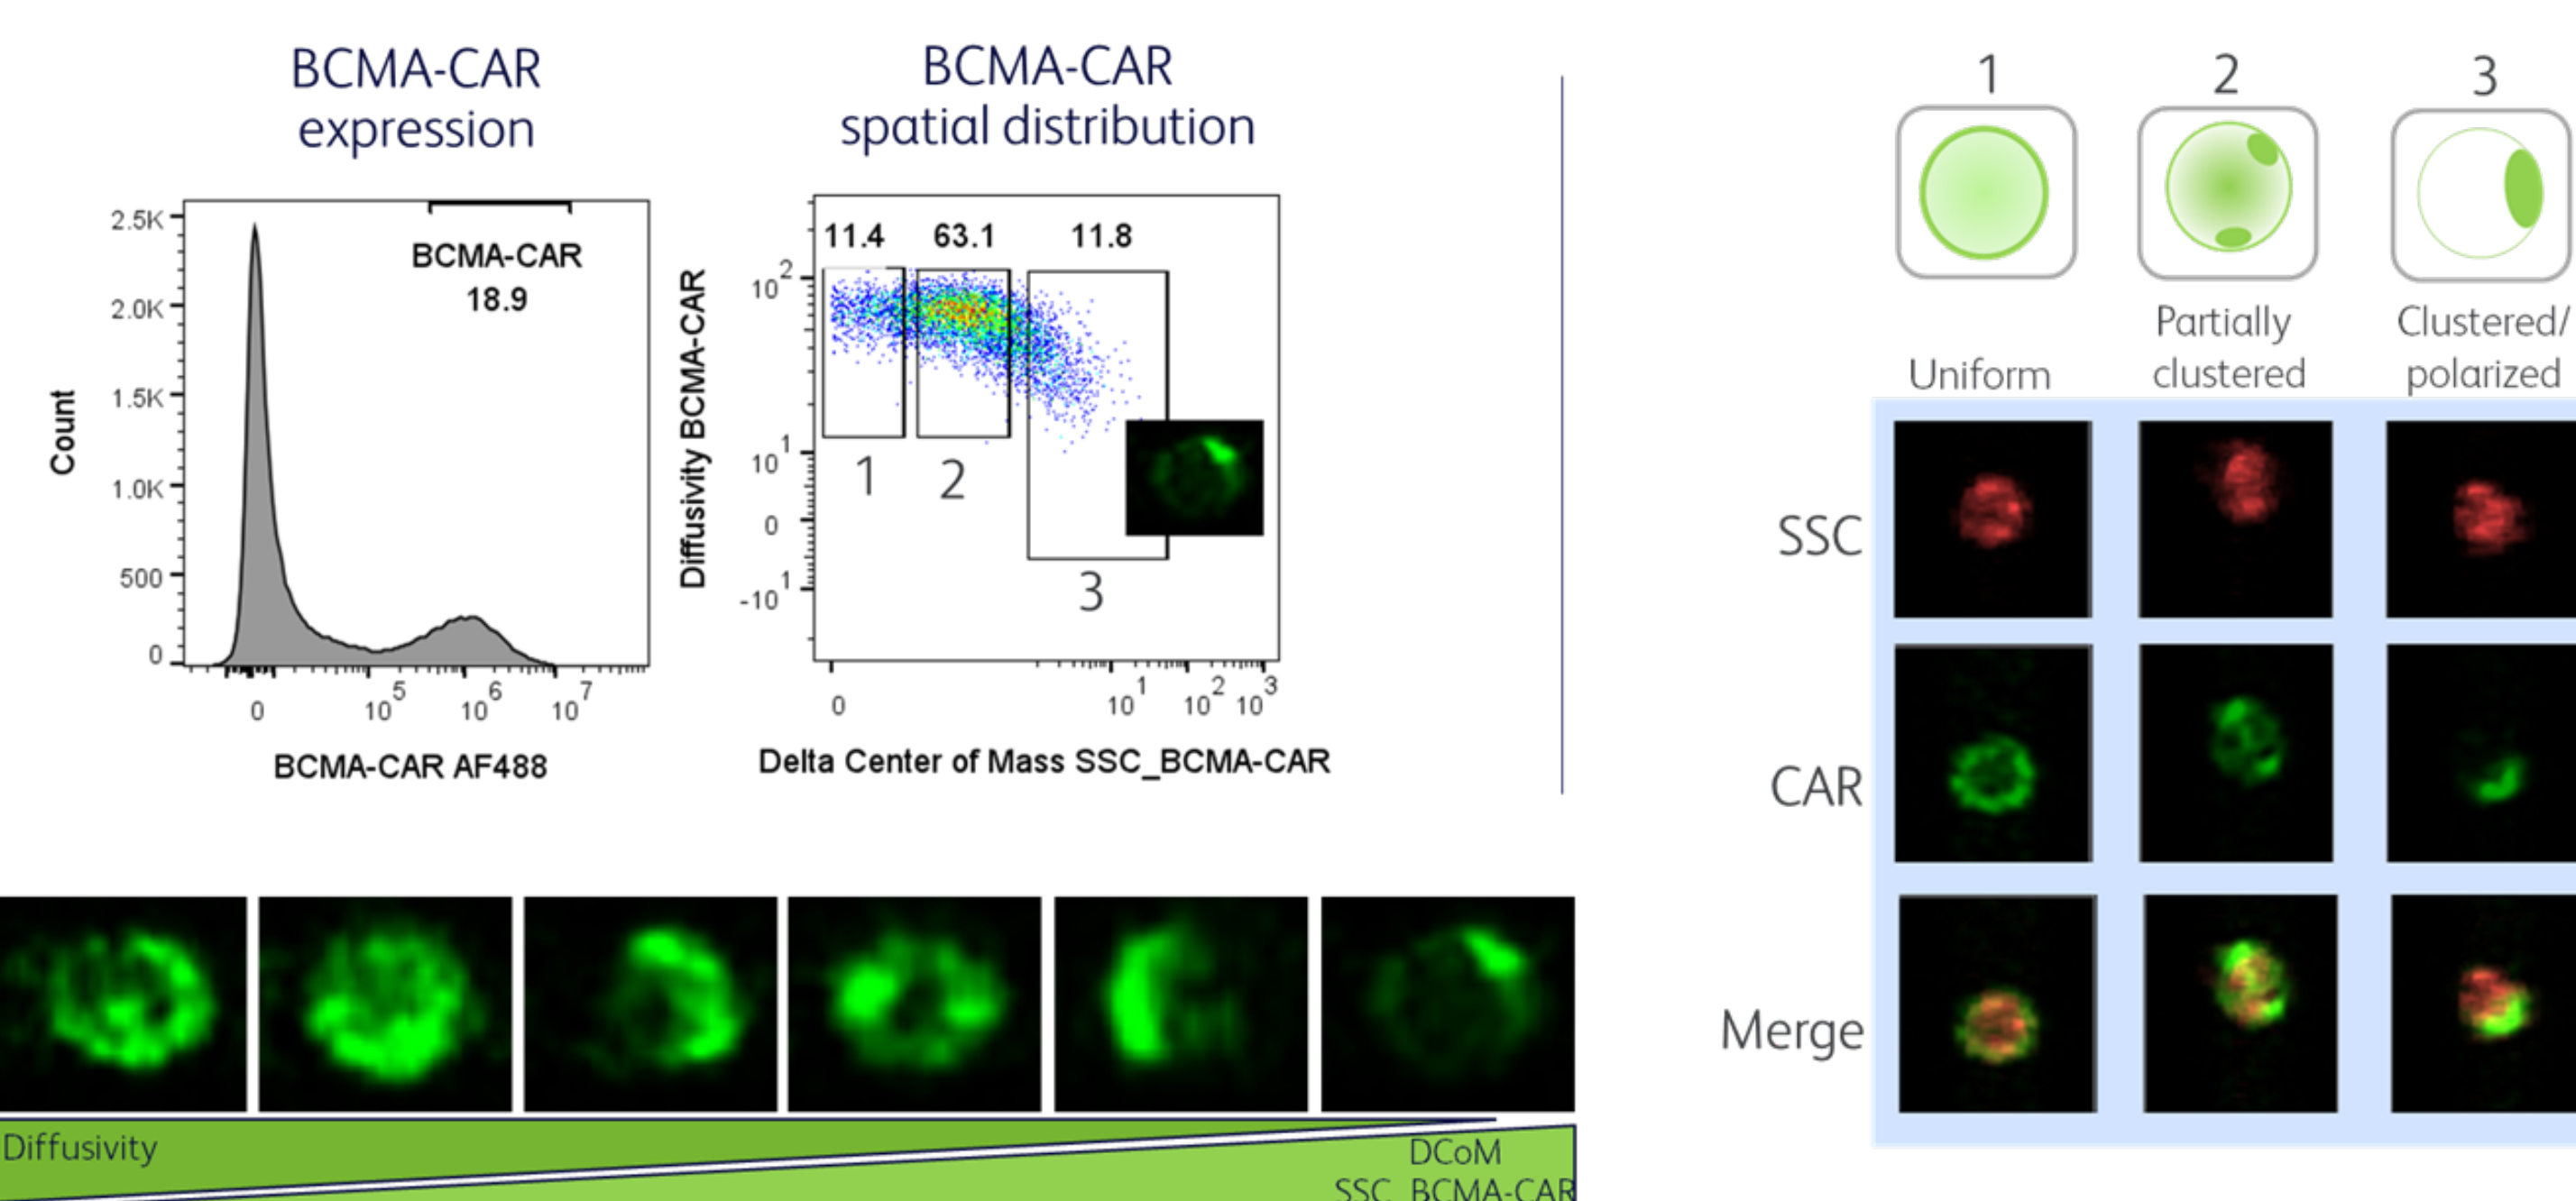 BCMA-CAR
expression
2.5K
2.0K
1.5K
1.0K
500
0
Count
BCMA-CAR
18.9
0
10^5
10^6
10^7
BCMA-CAR AF488
BCMA-CAR
spatial distribution
11.4
63.1
11.8
10^2
10^1
0
-10^1
Diffusivity BCMA-CAR
1
2
3
0
10^1
10^2
10^3
Delta Center of Mass SSC_BCMA-CAR
Diffusivity
DCoM
SSC_BCMA-CAR
1
2
3
Uniform
Partially
clustered
Clustered/
polarized
SSC
CAR
Merge